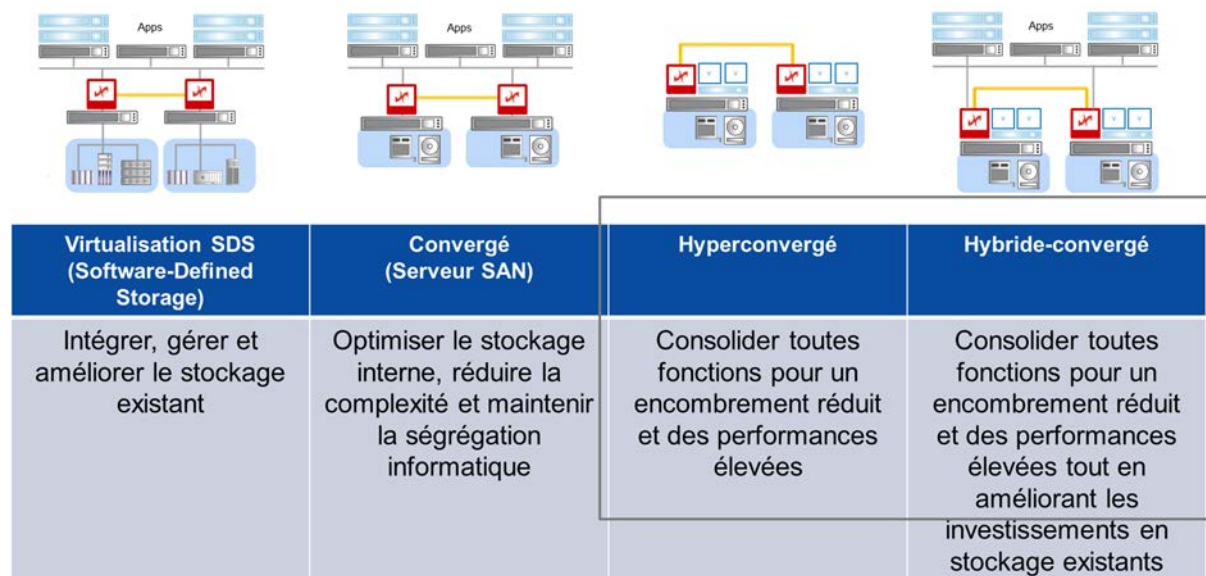 Apps
Apps
Apps
Virtualisation SDS
(Software-Defined
Storage)
Convergé
(Serveur SAN)
Hyperconvergé
Hybride-convergé
Intégrer, gérer et
améliorer le stockage
existant
Optimiser le stockage
interne, réduire la
complexité et maintenir
la ségrégation
informatique
Consolider toutes
fonctions pour un
encombrement réduit
et des performances
élevées
Consolider toutes
fonctions pour un
encombrement réduit
et des performances
élevées tout en
améliorant les
investissements en
stockage existants